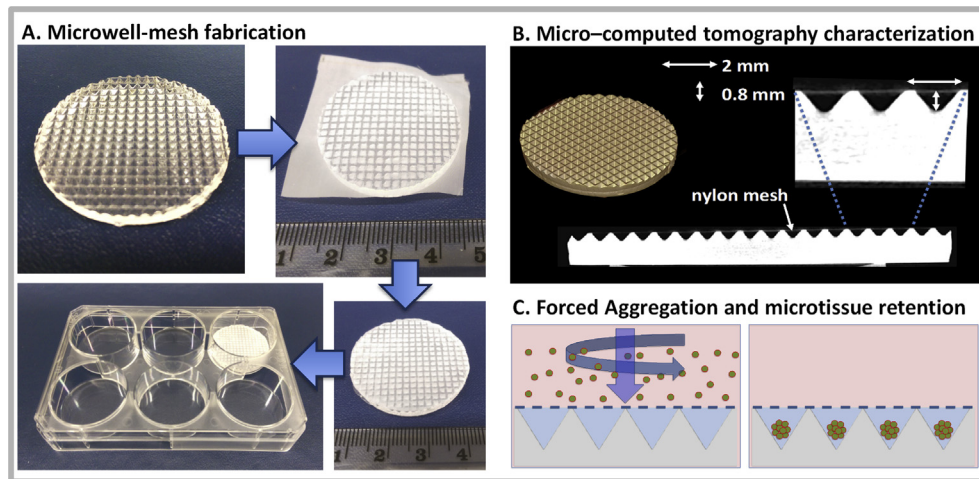 A. Microwell-mesh fabrication
1 2 3 4 5
1 2 3 4
B. Micro–computed tomography characterization
2 mm
0.8 mm
nylon mesh
C. Forced Aggregation and microtissue retention